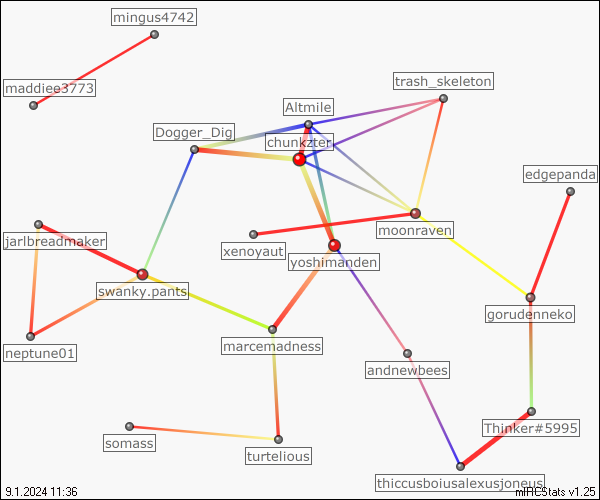 mingus4742
maddiee3773
trash_skeleton
Altmile
Dogger_Dig
chunkzter
edgepanda
jarlbreadmaker
moonraven
xenoyaut
yoshimanden
swanky.pants
gorudenneko
marcemadness
neptune01
andnewbees
Thinker#5995
somass
turtelious
thiccusboiusalexusjoneus
9.1.2024 11:36
mIRCStats v1.25